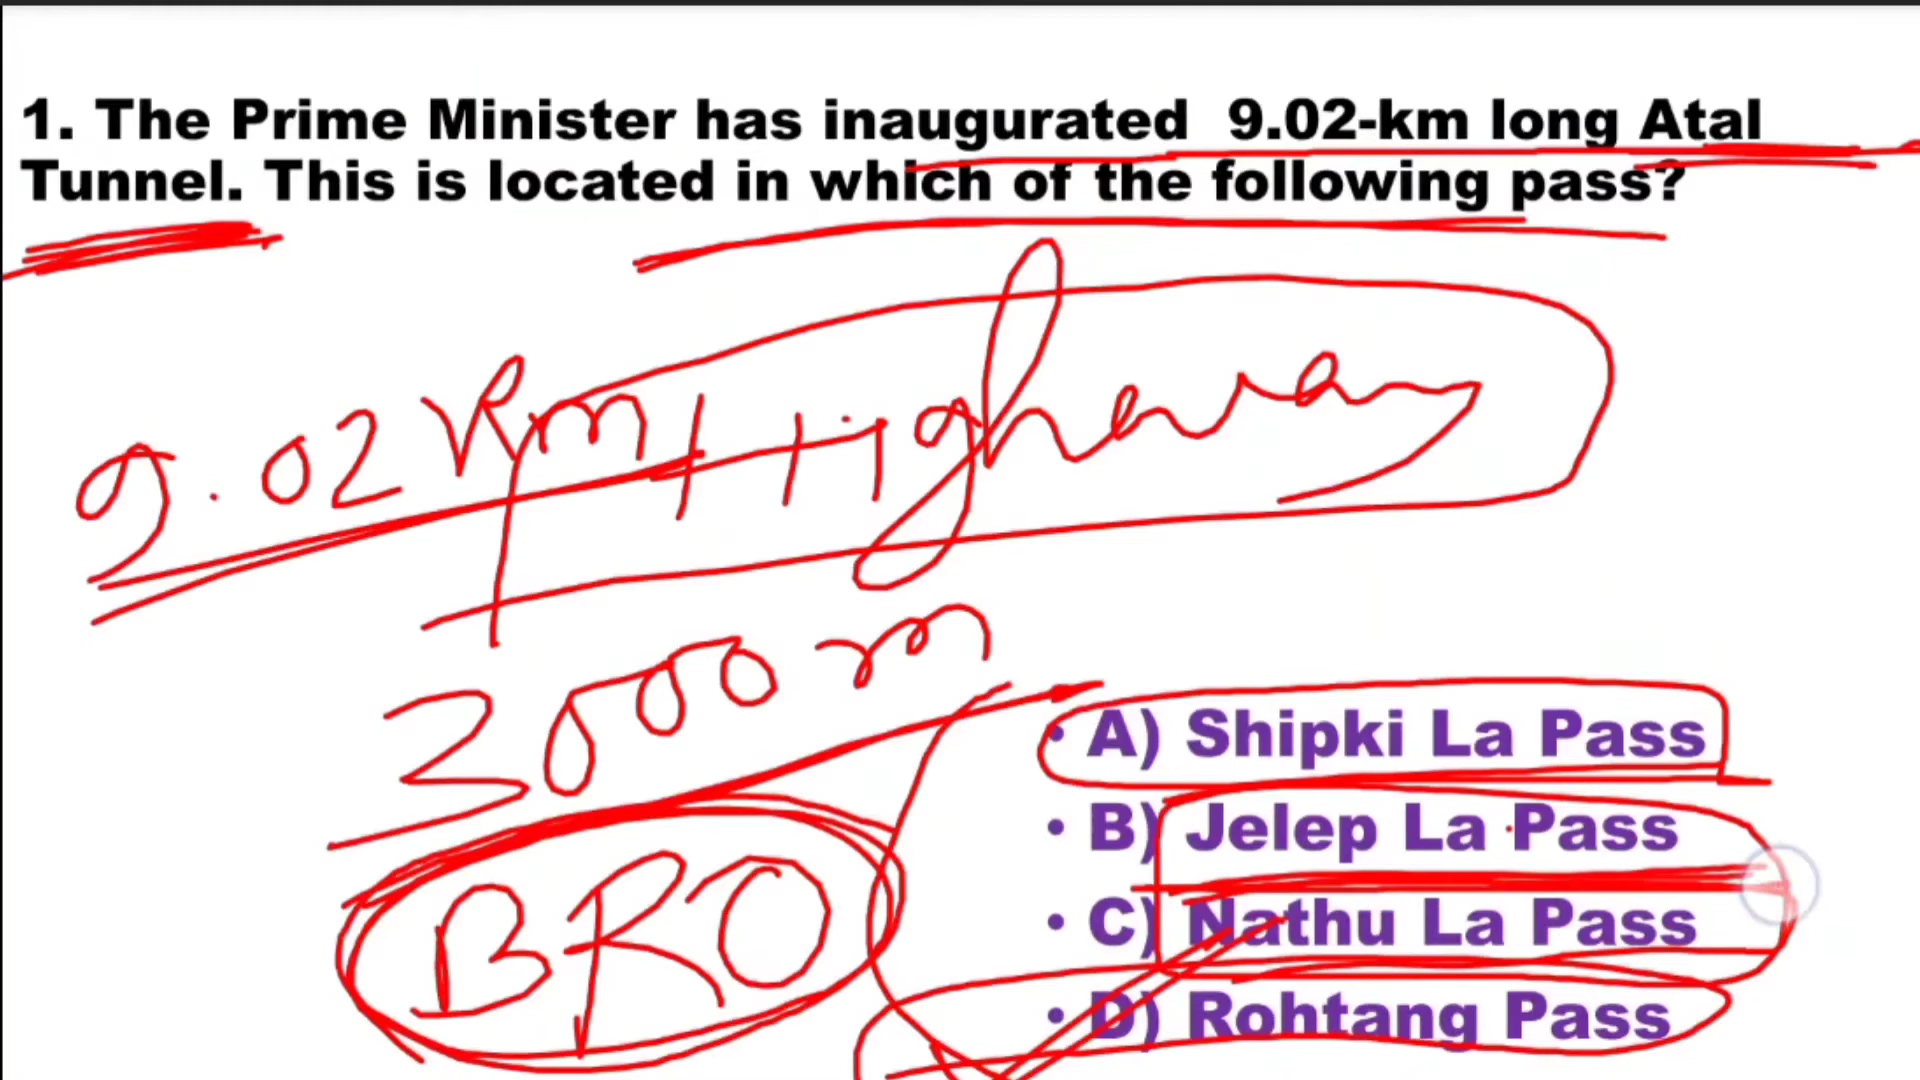 1. The Prime Minister has inaugurated 9.02-km long Atal
Tunnel. This is located in which of the following pass?
9.02 Km Highway
3000 m
BRO
• A) Shipki La Pass
• B) Jelep La Pass
• C) Nathu La Pass
• D) Rohtang Pass